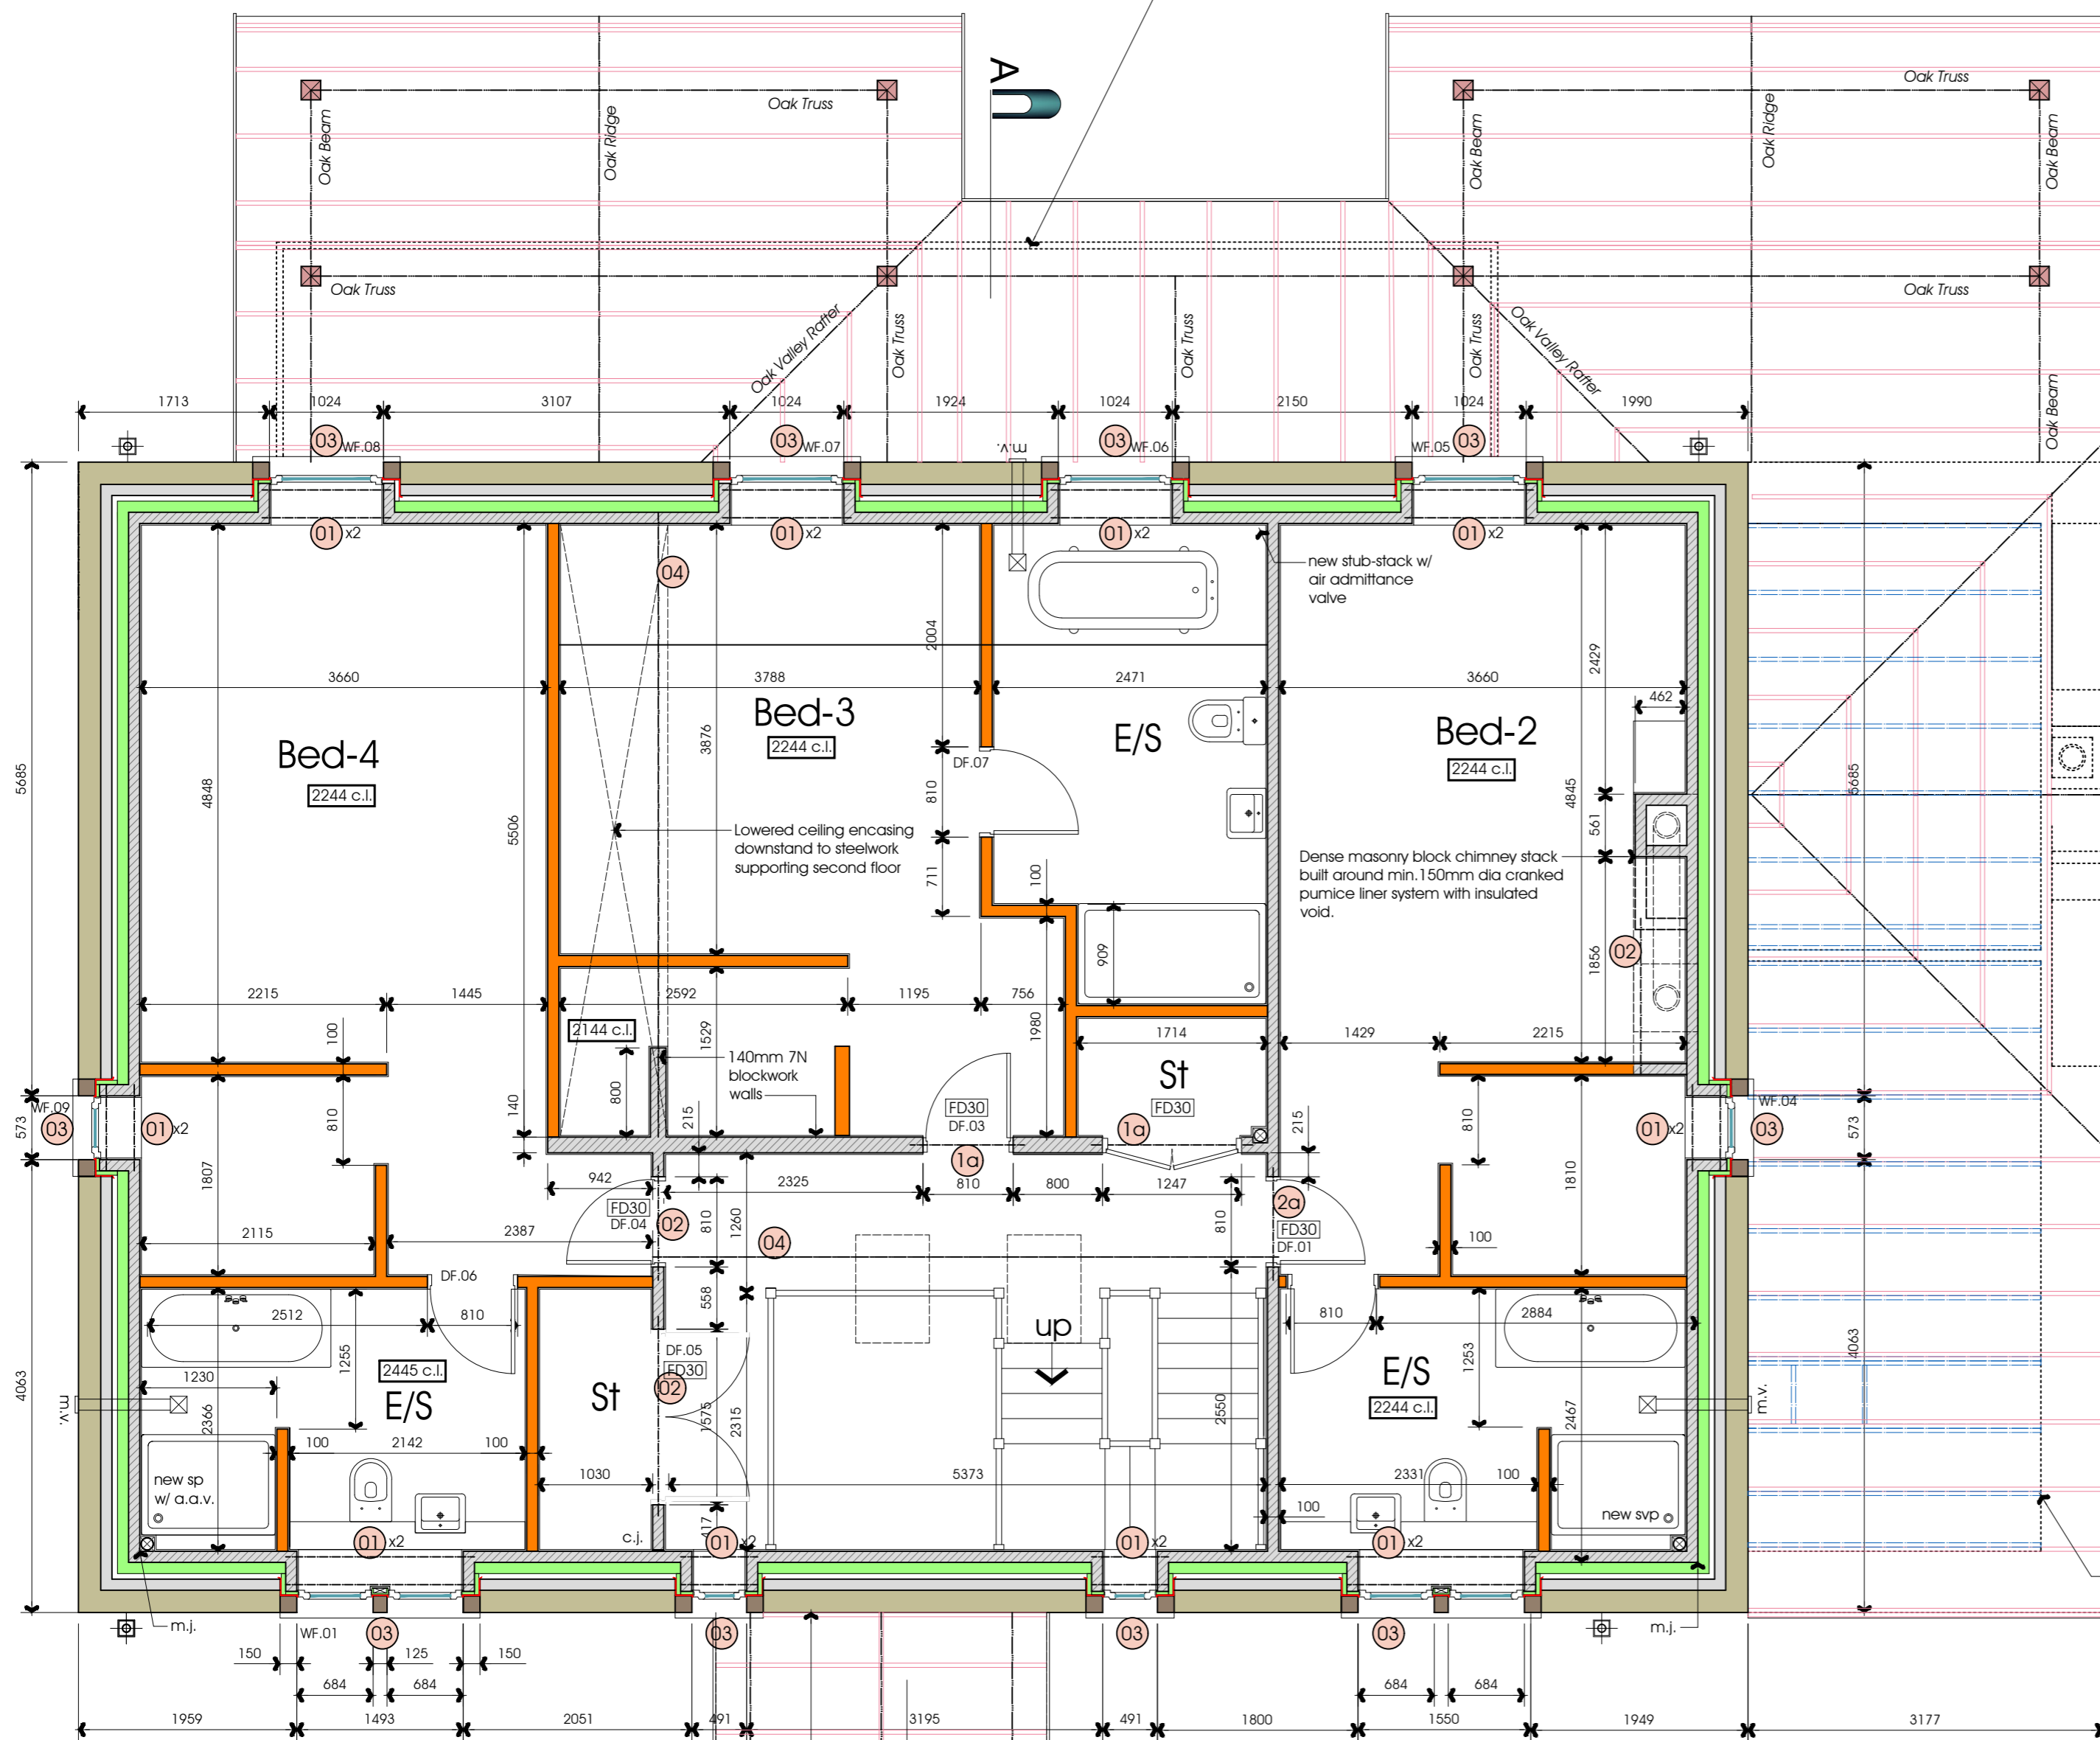 A
Oak Truss
Oak Truss
Oak Beam
Oak Ridge
Oak Beam
Oak Ridge
Oak Beam
Oak Truss
Oak Truss
Oak Valley Rafter
Oak Truss
Oak Truss
Oak Truss
Oak Valley Rafter
Oak Beam
1713
1024
3107
1024
1924
1024
2150
1024
1990
03 WF.08
03 WF.07
m.v.
03 WF.06
WF.05 03
01 x2
01 x2
01 x2
01 x2
04
new stub-stack w/
air admittance
valve
2004
2429
3660
3788
2471
3660
462
Bed-4
2244 c.l.
Bed-3
2244 c.l.
E/S
Bed-2
2244 c.l.
3876
DF.07
5685
4848
5506
810
4845
561
5685
Lowered ceiling encasing
downstand to steelwork
supporting second floor
711
100
Dense masonry block chimney stack
built around min.150mm dia cranked
pumice liner system with insulated
void.
909
1856
02
2215
1445
2592
1195
756
100
2144 c.l.
1529
1980
1714
1429
2215
140mm 7N
blockwork
walls
St
FD30
800
215
140
FD30
DF.03
1a
1a
215
WF.09
573
03
01 x2
810
810
01 x2
WF.04
03
573
1807
942
2325
810
800
1247
1810
FD30
DF.04
02
810
1260
810
2a
FD30
DF.01
2115
2387
04
100
DF.06
2512
810
558
up
810
2884
1255
DF.05
FD30
02
1253
4063
4063
2445 c.l.
E/S
St
E/S
2244 c.l.
1230
m.v.
m.v.
2366
1575
2315
2550
2467
100
2142
100
1030
5373
2331
100
new sp
w/ a.a.v.
100
new svp
c.j.
417
01 x2
01 x2
01 x2
01 x2
m.j.
WF.01
03
03
03
03
m.j.
150
125
150
684
684
684
684
1959
1493
2051
491
3195
491
1800
1550
1949
3177